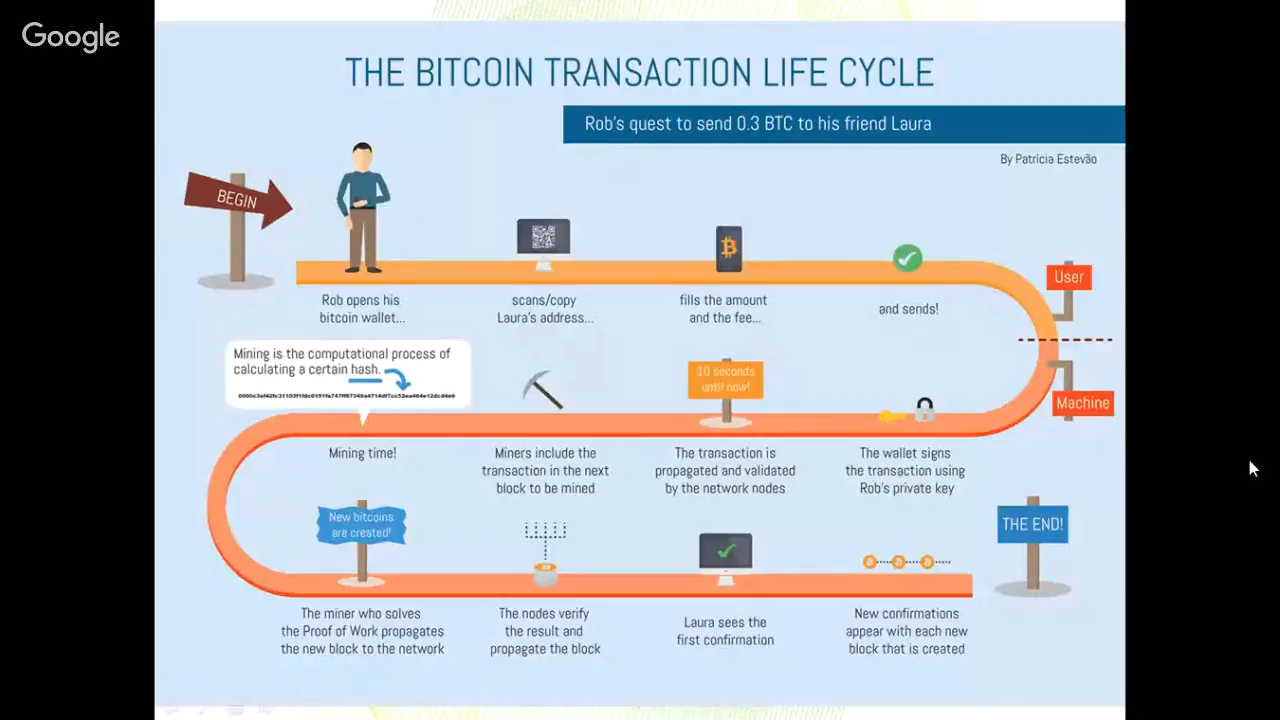 Google
THE BITCOIN TRANSACTION LIFE CYCLE
Rob's quest to send 0.3 BTC to his friend Laura
By Patrícia Estevão
BEGIN
Rob opens his
bitcoin wallet...
scans/copy
Laura's address...
fills the amount
and the fee...
and sends!
User
Machine
The wallet signs
the transaction using
Rob's private key
10 seconds
until now!
The transaction is
propagated and validated
by the network nodes
Miners include the
transaction in the next
block to be mined
Mining is the computational process of
calculating a certain hash.
Mining time!
New bitcoins
are created!
The miner who solves
the Proof of Work propagates
the new block to the network
The nodes verify
the result and
propagate the block
Laura sees the
first confirmation
New confirmations
appear with each new
block that is created
THE END!